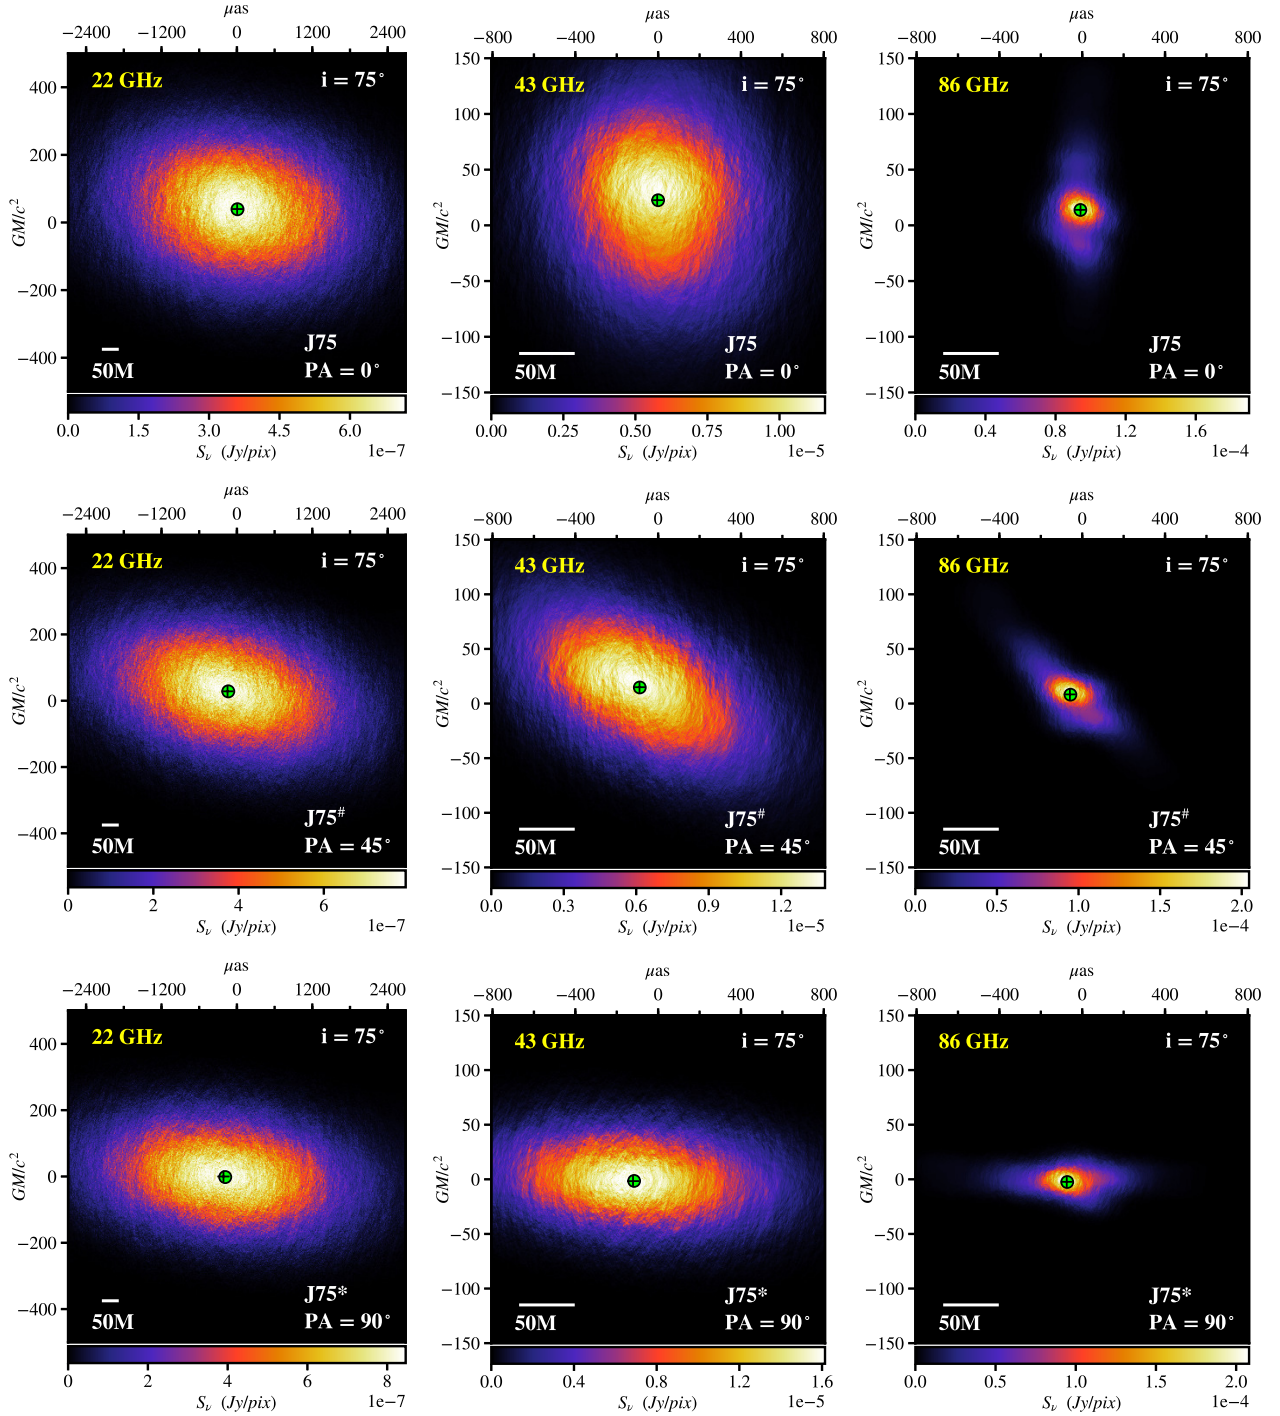 μas
−2400 −1200 0 1200 2400
22 GHz
i = 75°
GM/c²
400
200
0
−200
−400
50M
J75
PA = 0°
0.0 1.5 3.0 4.5 6.0
Sν (Jy/pix)
1e−7
μas
−800 −400 0 400 800
43 GHz
i = 75°
GM/c²
150
100
50
0
−50
−100
−150
50M
J75
PA = 0°
0.00 0.25 0.50 0.75 1.00
Sν (Jy/pix)
1e−5
μas
−800 −400 0 400 800
86 GHz
i = 75°
GM/c²
150
100
50
0
−50
−100
−150
50M
J75
PA = 0°
0.0 0.4 0.8 1.2 1.6
Sν (Jy/pix)
1e−4
μas
−2400 −1200 0 1200 2400
22 GHz
i = 75°
GM/c²
400
200
0
−200
−400
50M
J75#
PA = 45°
0 2 4 6
Sν (Jy/pix)
1e−7
μas
−800 −400 0 400 800
43 GHz
i = 75°
GM/c²
150
100
50
0
−50
−100
−150
50M
J75#
PA = 45°
0.0 0.3 0.6 0.9 1.2
Sν (Jy/pix)
1e−5
μas
−800 −400 0 400 800
86 GHz
i = 75°
GM/c²
150
100
50
0
−50
−100
−150
50M
J75#
PA = 45°
0.0 0.5 1.0 1.5 2.0
Sν (Jy/pix)
1e−4
μas
−2400 −1200 0 1200 2400
22 GHz
i = 75°
GM/c²
400
200
0
−200
−400
50M
J75*
PA = 90°
0 2 4 6 8
Sν (Jy/pix)
1e−7
μas
−800 −400 0 400 800
43 GHz
i = 75°
GM/c²
150
100
50
0
−50
−100
−150
50M
J75*
PA = 90°
0.0 0.4 0.8 1.2 1.6
Sν (Jy/pix)
1e−5
μas
−800 −400 0 400 800
86 GHz
i = 75°
GM/c²
150
100
50
0
−50
−100
−150
50M
J75*
PA = 90°
0.0 0.5 1.0 1.5 2.0
Sν (Jy/pix)
1e−4